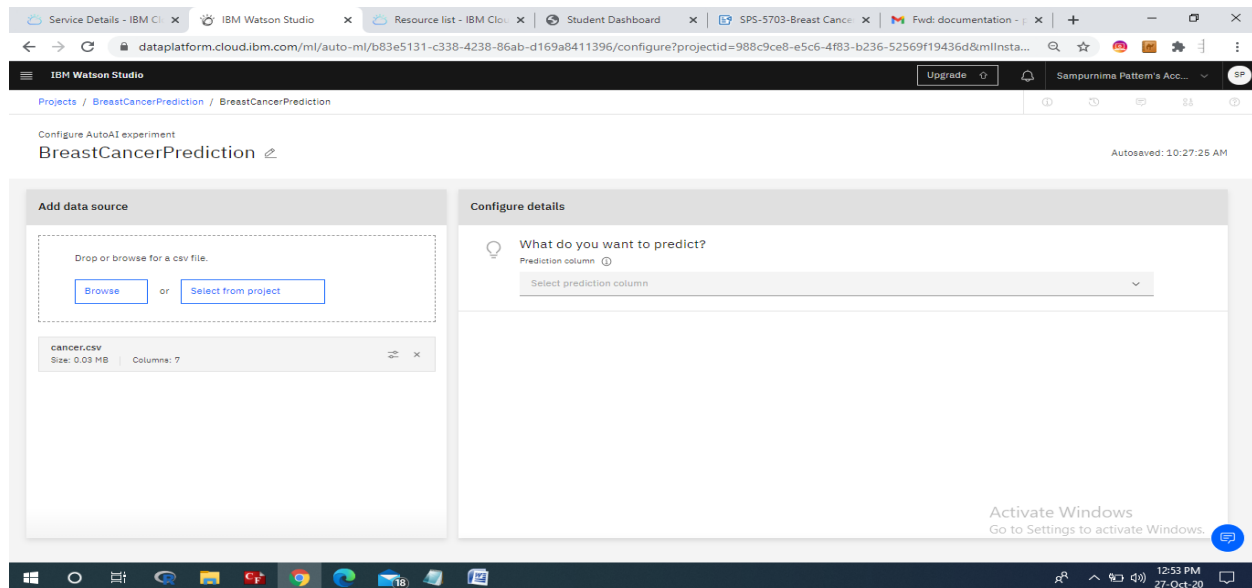 Service Details - IBM Cl
IBM Watson Studio
Resource list - IBM Clou
Student Dashboard
SPS-5703-Breast Cance
Fwd: documentation - p
dataplatform.cloud.ibm.com/ml/auto-ml/b83e5131-c338-4238-86ab-d169a8411396/configure?projectid=988c9ce8-e5c6-4f83-b236-52569f19436d&mlInsta...
IBM Watson Studio
Upgrade
Sampurnima Pattem's Acc...
SP
Projects / BreastCancerPrediction / BreastCancerPrediction
Configure AutoAI experiment
BreastCancerPrediction
Autosaved: 10:27:25 AM
Add data source
Configure details
Drop or browse for a csv file.
Browse
or
Select from project
What do you want to predict?
Prediction column
Select prediction column
cancer.csv
Size: 0.03 MB | Columns: 7
Activate Windows
Go to Settings to activate Windows.
18
12:53 PM
27-Oct-20